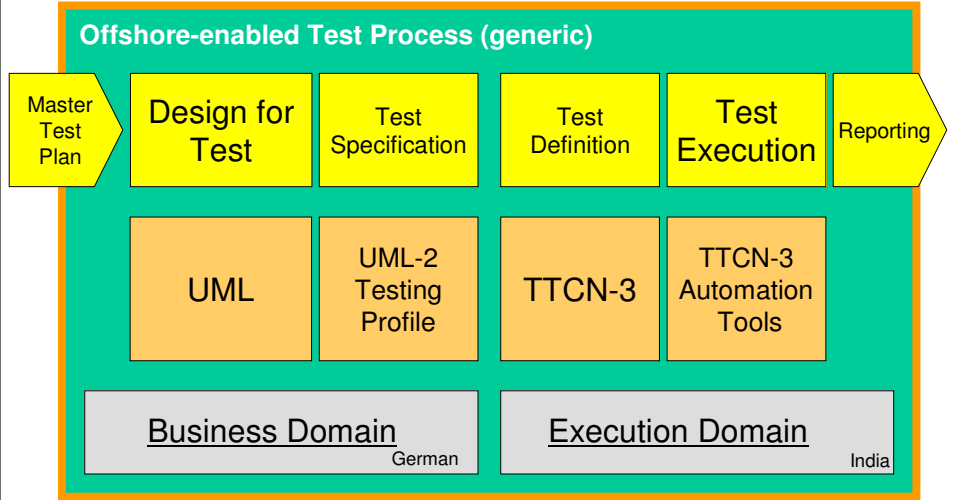 Offshore-enabled Test Process (generic)
Master
Test
Plan
Design for
Test
Test
Specification
Test
Definition
Test
Execution
Reporting
UML
UML-2
Testing
Profile
TTCN-3
TTCN-3
Automation
Tools
Business Domain
German
Execution Domain
India